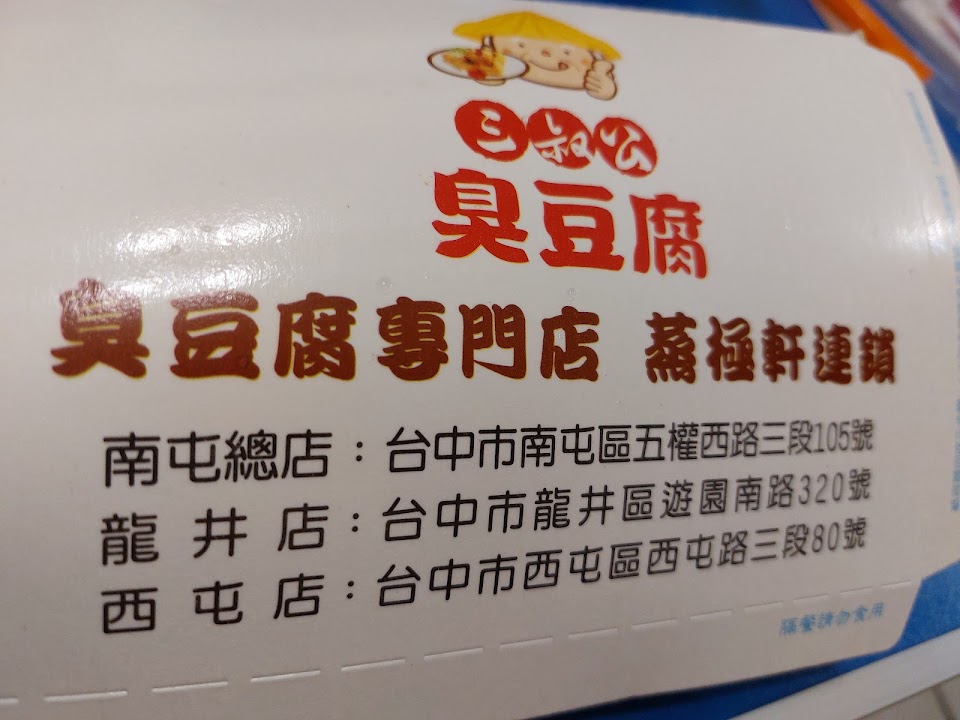 三叔公
臭豆腐
臭豆腐專門店 蒸極軒連鎖
南屯總店：台中市南屯區五權西路三段105號
龍井店：台中市龍井區遊園南路320號
西屯店：台中市西屯區西屯路三段80號
隔餐請勿食用